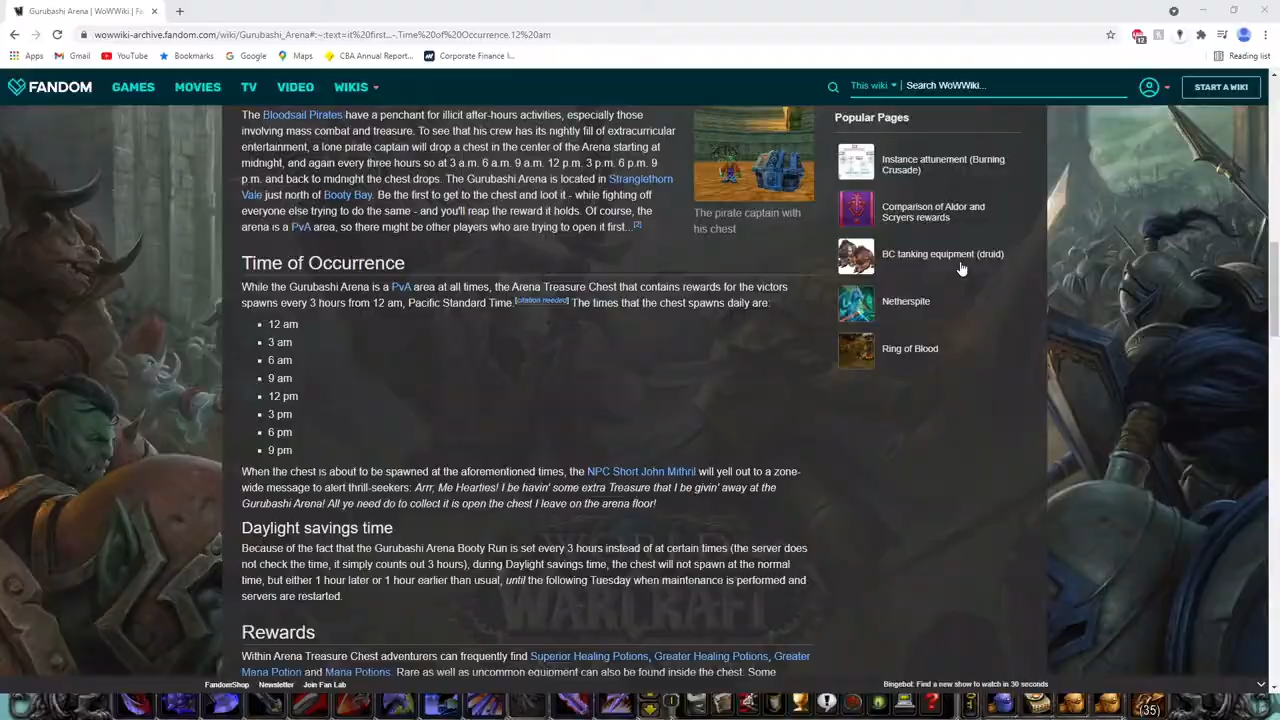 Gurubashi Arena | WoWWiki | Fa
wowwiki-archive.fandom.com/wiki/Gurubashi_Arena#:~:text=it%20first...-,Time%20of%20Occurrence,12%20am
12
Apps
Gmail
YouTube
Bookmarks
Google
Maps
CBA Annual Report...
Corporate Finance I...
Reading list
FANDOM
GAMES
MOVIES
TV
VIDEO
WIKIS
This wiki
Search WoWWiki...
START A WIKI
The Bloodsail Pirates have a penchant for illicit after-hours activities, especially those
involving mass combat and treasure. To see that his crew has its nightly fill of extracurricular
entertainment, a lone pirate captain will drop a chest in the center of the Arena starting at
midnight, and again every three hours so at 3 a.m. 6 a.m. 9 a.m. 12 p.m. 3 p.m. 6 p.m. 9
p.m. and back to midnight the chest drops. The Gurubashi Arena is located in Stranglethorn
Vale just north of Booty Bay. Be the first to get to the chest and loot it - while fighting off
everyone else trying to do the same - and you'll reap the reward it holds. Of course, the
arena is a PvA area, so there might be other players who are trying to open it first...[2]
The pirate captain with
his chest
Popular Pages
Instance attunement (Burning
Crusade)
Comparison of Aldor and
Scryers rewards
BC tanking equipment (druid)
Netherspite
Ring of Blood
Time of Occurrence
While the Gurubashi Arena is a PvA area at all times, the Arena Treasure Chest that contains rewards for the victors
spawns every 3 hours from 12 am, Pacific Standard Time.[citation needed] The times that the chest spawns daily are:
12 am
3 am
6 am
9 am
12 pm
3 pm
6 pm
9 pm
When the chest is about to be spawned at the aforementioned times, the NPC Short John Mithril will yell out to a zone-
wide message to alert thrill-seekers: Arrr, Me Hearties! I be havin' some extra Treasure that I be givin' away at the
Gurubashi Arena! All ye need do to collect it is open the chest I leave on the arena floor!
Daylight savings time
Because of the fact that the Gurubashi Arena Booty Run is set every 3 hours instead of at certain times (the server does
not check the time, it simply counts out 3 hours), during Daylight savings time, the chest will not spawn at the normal
time, but either 1 hour later or 1 hour earlier than usual, until the following Tuesday when maintenance is performed and
servers are restarted.
WARCRAFT
Rewards
Within Arena Treasure Chest adventurers can frequently find Superior Healing Potions, Greater Healing Potions, Greater
Mana Potion and Mana Potions. Rare as well as uncommon equipment can also be found inside the chest. Some
FandomShop
Newsletter
Join Fan Lab
Bingebot: Find a new show to watch in 30 seconds
(35)